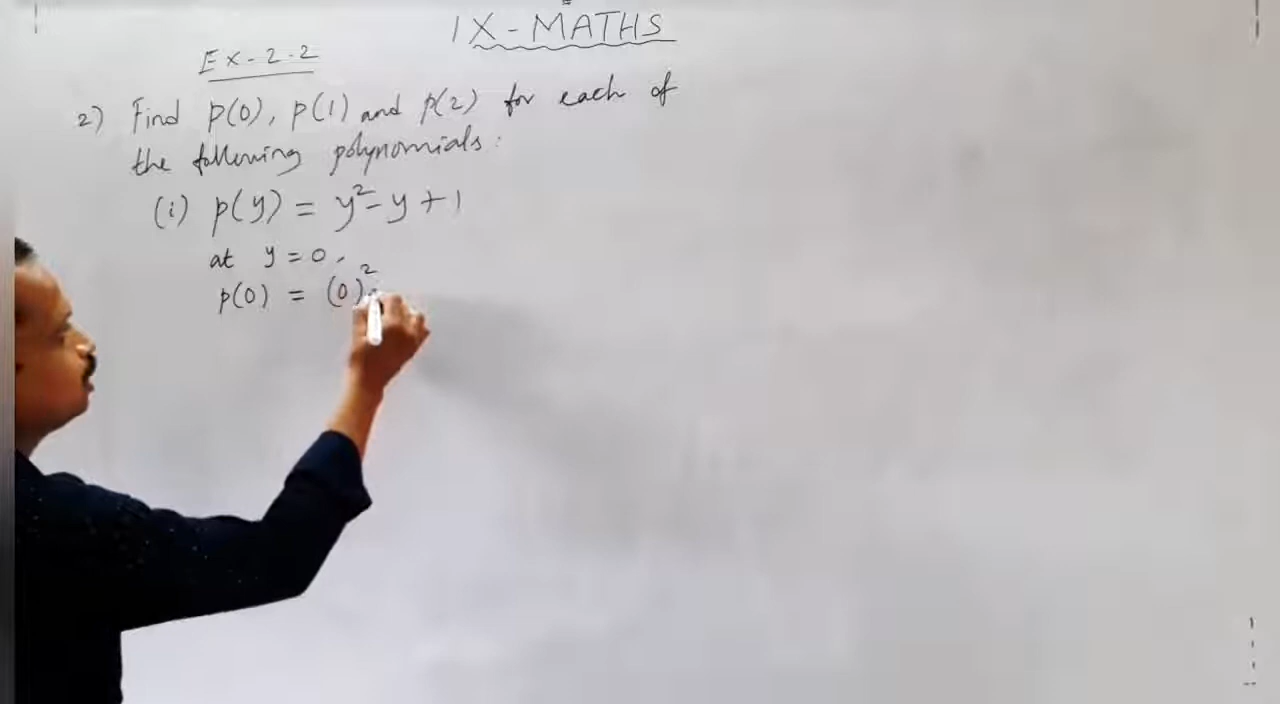 IX-MATHS
Ex-2.2
2) Find p(0), p(1) and p(2) for each of
the following polynomials:
(i) p(y) = y²-y+1
at y=0,
p(0) = (0)²-